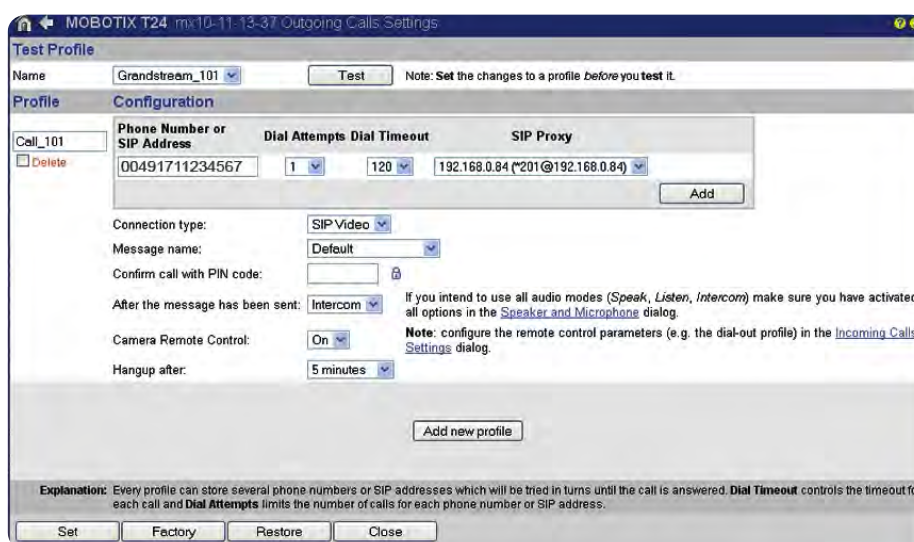 MOBOTIX T24 mx10-11-13-37 Outgoing Calls Settings
Test Profile
Name Grandstream_101 Test Note: Set the changes to a profile before you test it.
Profile Configuration
Call_101
Delete
Phone Number or SIP Address Dial Attempts Dial Timeout SIP Proxy
00491711234567 1 120 192.168.0.84 (*201@192.168.0.84)
Add
Connection type: SIP Video
Message name: Default
Confirm call with PIN code:
After the message has been sent: Intercom
If you intend to use all audio modes (Speak, Listen, Intercom) make sure you have activated
all options in the Speaker and Microphone dialog.
Camera Remote Control: On
Note: configure the remote control parameters (e.g. the dial-out profile) in the Incoming Calls
Settings dialog.
Hangup after: 5 minutes
Add new profile
Explanation: Every profile can store several phone numbers or SIP addresses which will be tried in turns until the call is answered. Dial Timeout controls the timeout
each call and Dial Attempts limits the number of calls for each phone number or SIP address.
Set Factory Restore Close